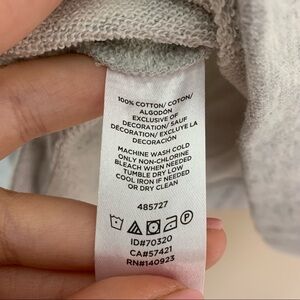 100% COTTON/ COTON/
ALGODÓN
EXCLUSIVE OF
DECORATION/ SAUF
DÉCORATION/ EXCLUYE LA
DECORACIÓN
MACHINE WASH COLD
ONLY NON-CHLORINE
BLEACH WHEN NEEDED
TUMBLE DRY LOW
COOL IRON IF NEEDED
OR DRY CLEAN
485727
P
ID#70320
CA#57421
RN#140923